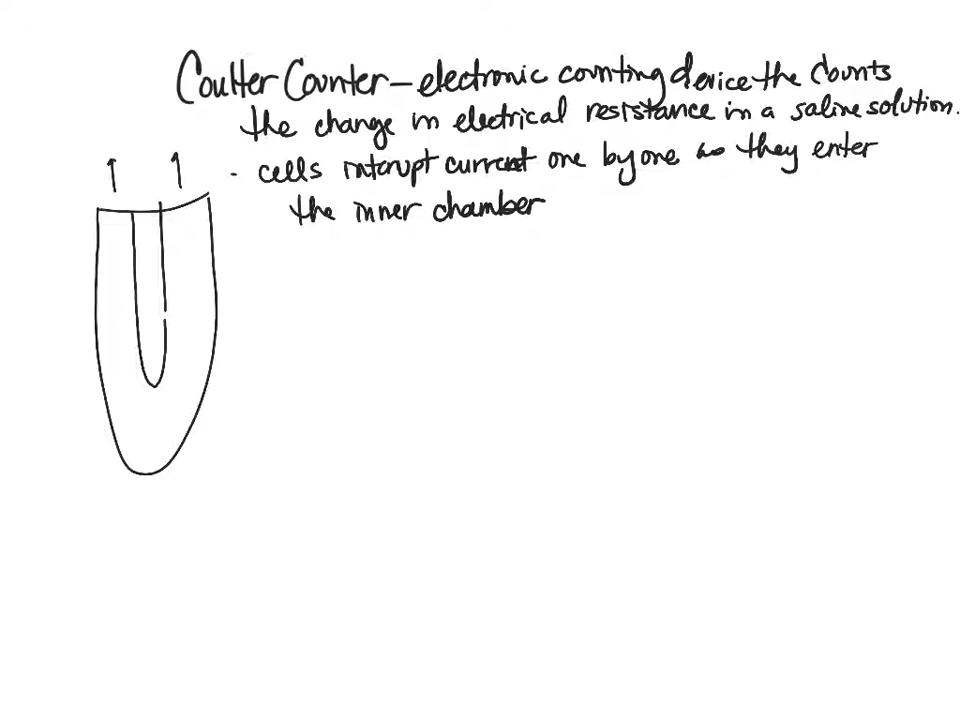 Coulter Counter – electronic counting device the counts
the change in electrical resistance in a saline solution.
- cells interupt current one by one as they enter
the inner chamber